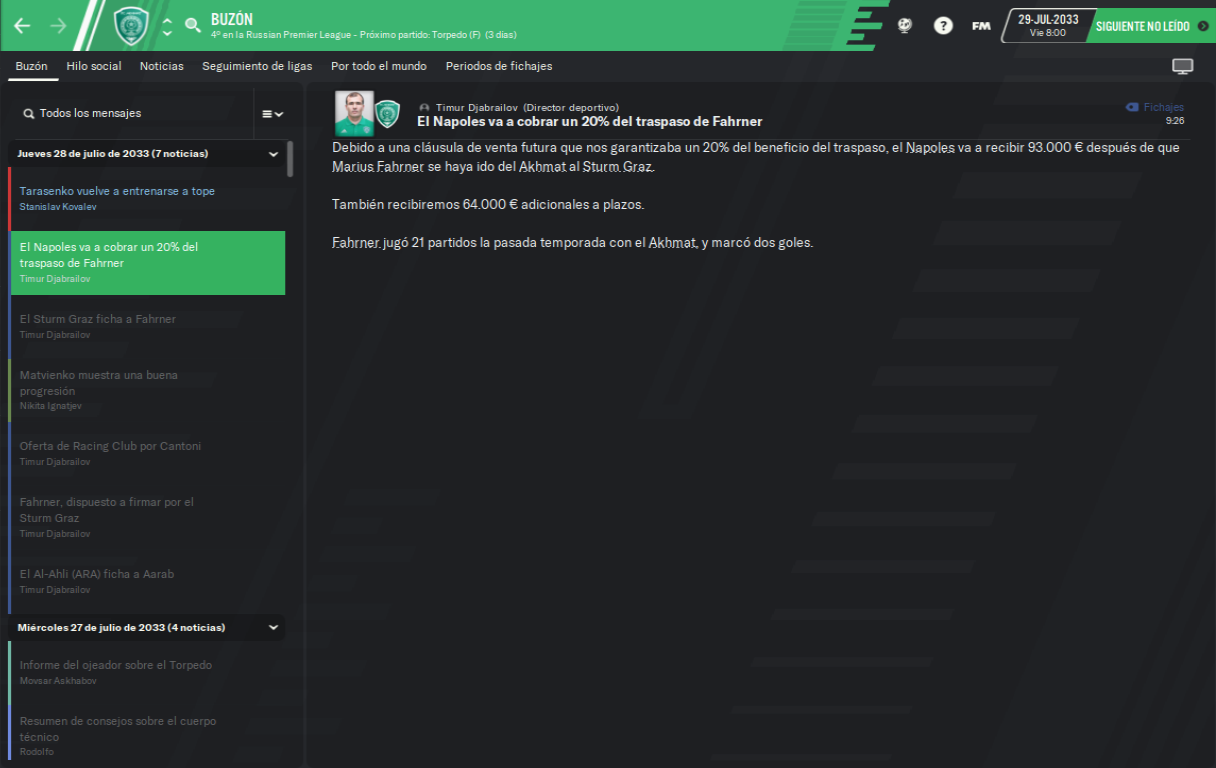 BUZÓN
4º en la Russian Premier League - Próximo partido: Torpedo (F) (3 días)
?
FM
29-JUL-2033
Vie 8:00
SIGUIENTE NO LEÍDO
Buzón Hilo social Noticias Seguimiento de ligas Por todo el mundo Periodos de fichajes
Todos los mensajes
Jueves 28 de julio de 2033 (7 noticias)
Tarasenko vuelve a entrenarse a tope
Stanislav Kovalev
El Napoles va a cobrar un 20% del
traspaso de Fahrner
Timur Djabrailov
El Sturm Graz ficha a Fahrner
Timur Djabrailov
Matvienko muestra una buena
progresión
Nikita Ignatjev
Oferta de Racing Club por Cantoni
Timur Djabrailov
Fahrner, dispuesto a firmar por el
Sturm Graz
Timur Djabrailov
El Al-Ahli (ARA) ficha a Aarab
Timur Djabrailov
Miércoles 27 de julio de 2033 (4 noticias)
Informe del ojeador sobre el Torpedo
Movsar Askhabov
Resumen de consejos sobre el cuerpo
técnico
Rodolfo
Timur Djabrailov (Director deportivo)
El Napoles va a cobrar un 20% del traspaso de Fahrner
Fichajes
9:26
Debido a una cláusula de venta futura que nos garantizaba un 20% del beneficio del traspaso, el Napoles va a recibir 93.000 € después de que
Marius Fahrner se haya ido del Akhmat al Sturm Graz.
También recibiremos 64.000 € adicionales a plazos.
Fahrner jugó 21 partidos la pasada temporada con el Akhmat, y marcó dos goles.